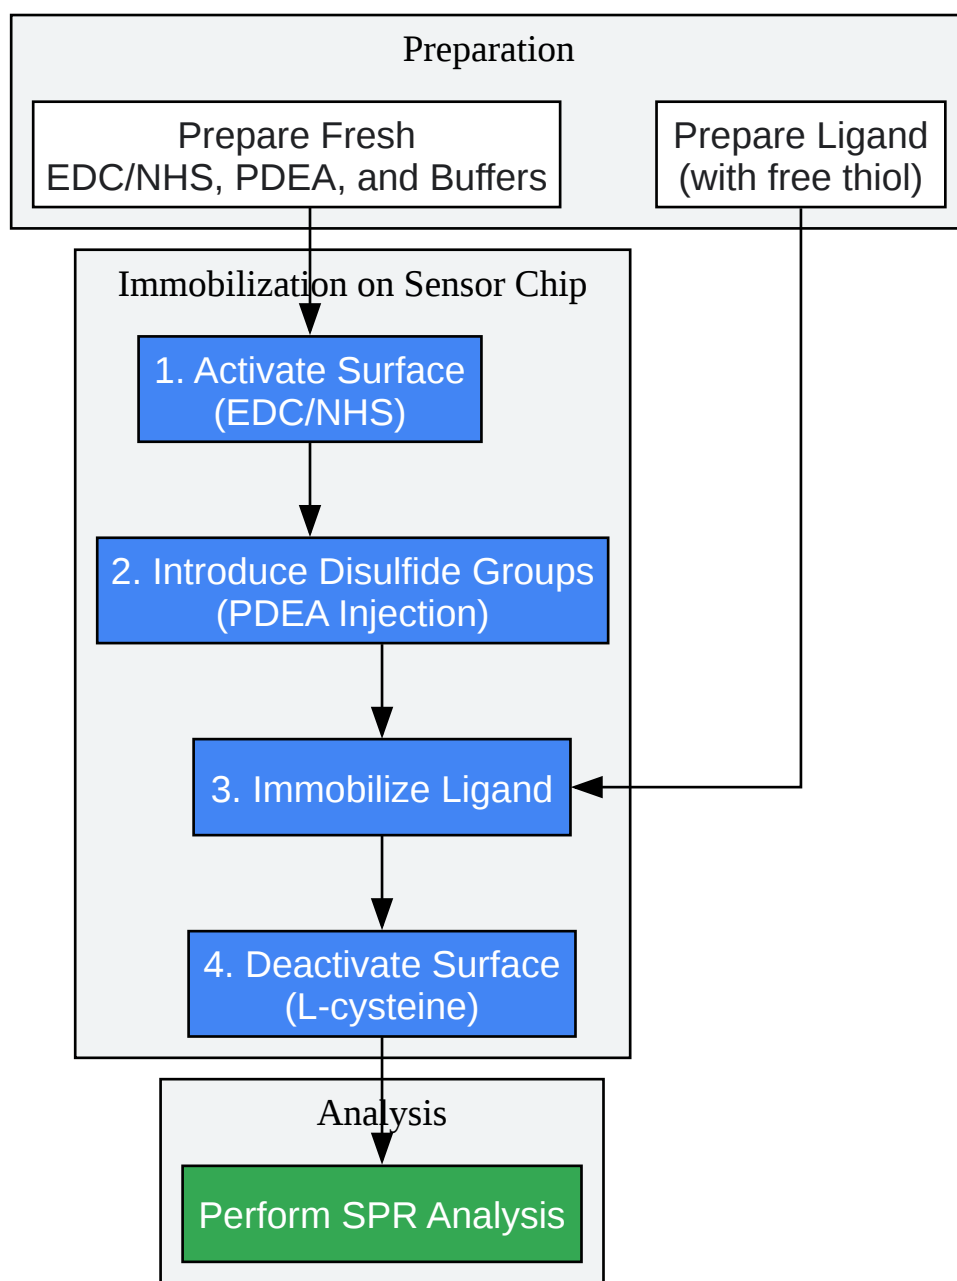 Preparation
Prepare Fresh
EDC/NHS, PDEA, and Buffers
Prepare Ligand
(with free thiol)
Immobilization on Sensor Chip
1. Activate Surface
(EDC/NHS)
2. Introduce Disulfide Groups
(PDEA Injection)
3. Immobilize Ligand
4. Deactivate Surface
(L-cysteine)
Analysis
Perform SPR Analysis